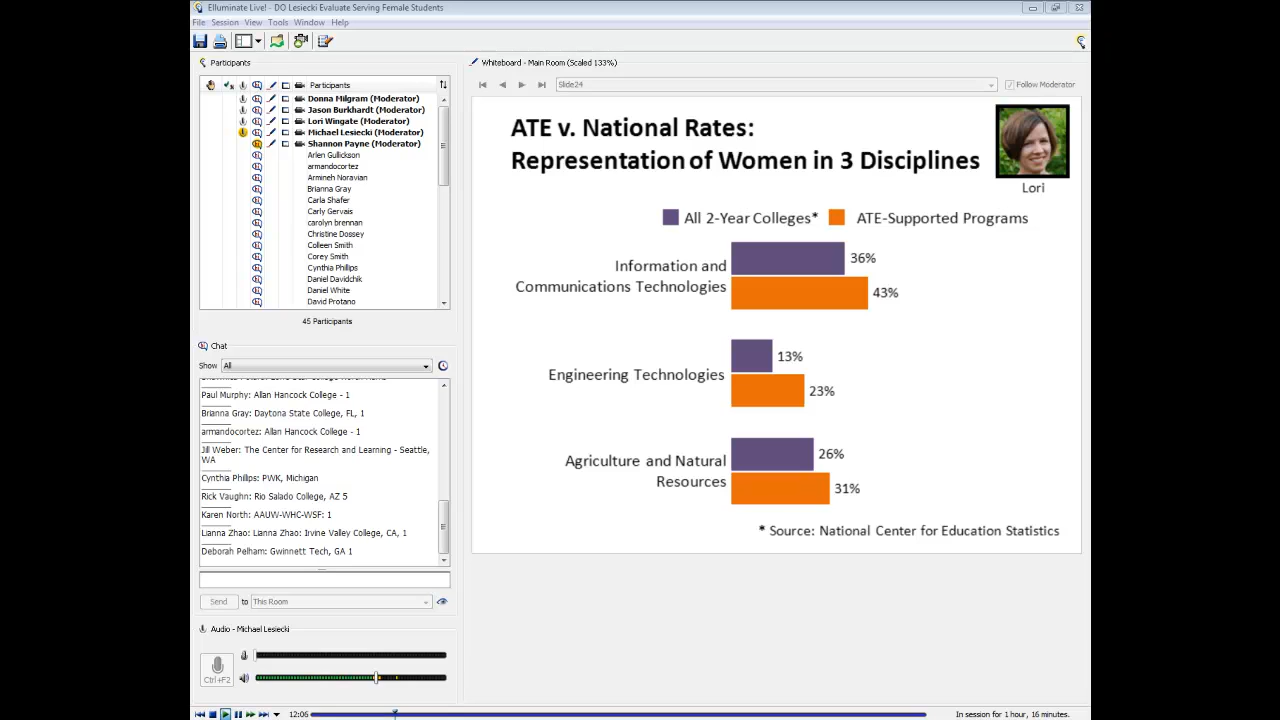 Elluminate Live! - DO Lesiecki Evaluate Serving Female Students
File Session View Tools Window Help
Participants
Participants
Donna Milgram (Moderator)
Jason Burkhardt (Moderator)
Lori Wingate (Moderator)
Michael Lesiecki (Moderator)
Shannon Payne (Moderator)
Arlen Gullickson
armandocortez
Armineh Noravian
Brianna Gray
Carla Shafer
Carly Gervais
carolyn brennan
Christine Dossey
Colleen Smith
Corey Smith
Cynthia Phillips
Daniel Davidchik
Daniel White
David Protano
45 Participants
Chat
Show All
Paul Murphy: Allan Hancock College - 1
Brianna Gray: Daytona State College, FL, 1
armandocortez: Allan Hancock College - 1
Jill Weber: The Center for Research and Learning - Seattle,
WA
Cynthia Phillips: PWK, Michigan
Rick Vaughn: Rio Salado College, AZ 5
Karen North: AAUW-WHC-WSF: 1
Lianna Zhao: Lianna Zhao: Irvine Valley College, CA, 1
Deborah Pelham: Gwinnett Tech, GA 1
Send to This Room
Audio - Michael Lesiecki
Ctrl+F2
12:06
In session for 1 hour, 16 minutes.
Whiteboard - Main Room (Scaled 133%)
Slide24
Follow Moderator
ATE v. National Rates:
Representation of Women in 3 Disciplines
Lori
All 2-Year Colleges* ATE-Supported Programs
Information and
Communications Technologies
36%
43%
Engineering Technologies
13%
23%
Agriculture and Natural
Resources
26%
31%
* Source: National Center for Education Statistics